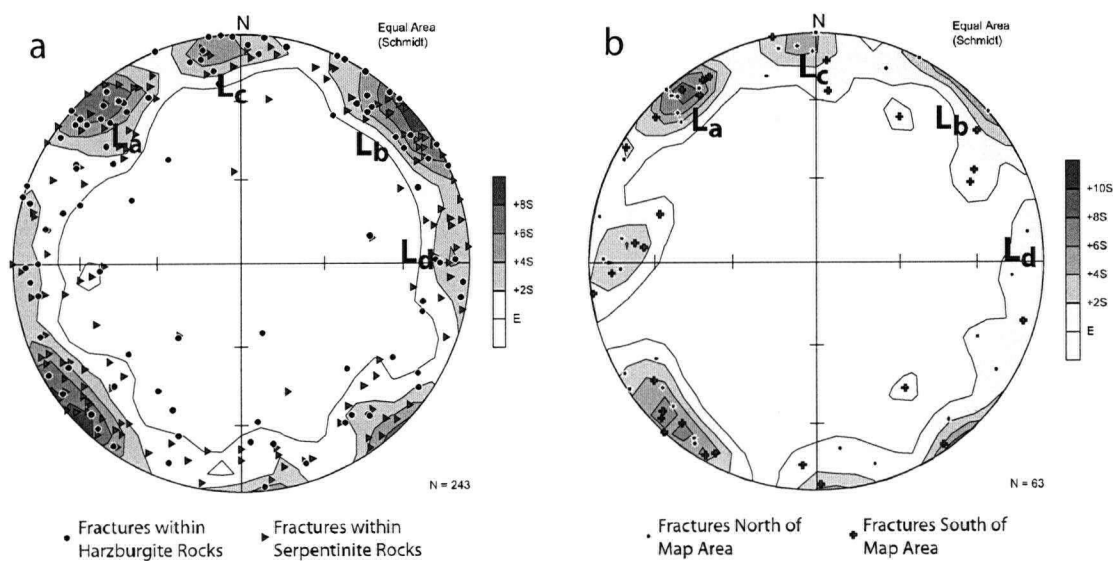 a
N
Equal Area
(Schmidt)
Lc
La
Lb
Ld
+8S
+6S
+4S
+2S
E
N = 243
Fractures within
Harzburgite Rocks
Fractures within
Serpentinite Rocks
b
N
Equal Area
(Schmidt)
Lc
La
Lb
Ld
+10S
+8S
+6S
+4S
+2S
E
N = 63
Fractures North of
Map Area
Fractures South of
Map Area